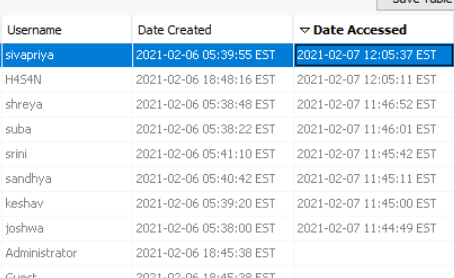 Save Table
Username Date Created Date Accessed
sivapriya 2021-02-06 05:39:55 EST 2021-02-07 12:05:37 EST
H4S4N 2021-02-06 18:48:16 EST 2021-02-07 12:05:11 EST
shreya 2021-02-06 05:38:48 EST 2021-02-07 11:46:52 EST
suba 2021-02-06 05:38:22 EST 2021-02-07 11:46:01 EST
srini 2021-02-06 05:41:10 EST 2021-02-07 11:45:42 EST
sandhya 2021-02-06 05:40:42 EST 2021-02-07 11:45:11 EST
keshav 2021-02-06 05:39:20 EST 2021-02-07 11:45:00 EST
joshwa 2021-02-06 05:38:00 EST 2021-02-07 11:44:49 EST
Administrator 2021-02-06 18:45:38 EST
Guest 2021-02-06 18:45:38 EST